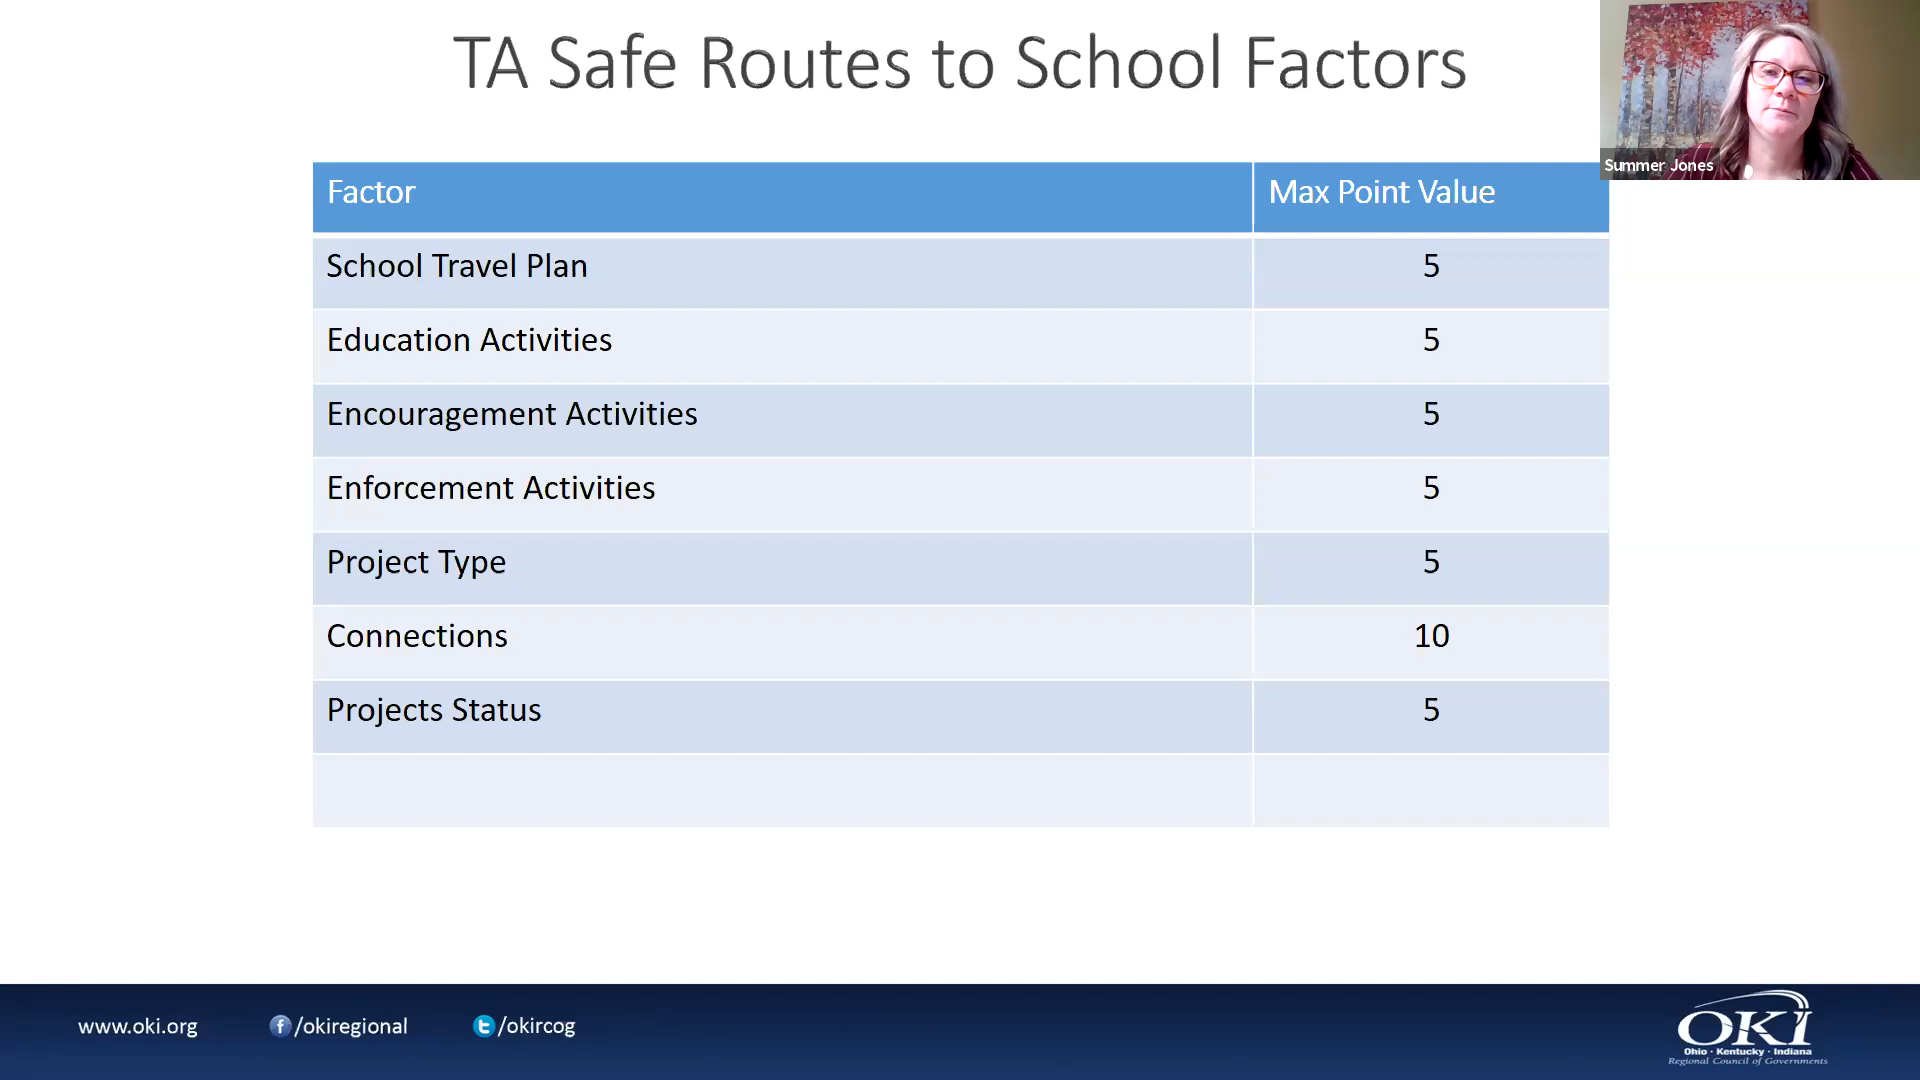 TA Safe Routes to School Factors
Summer Jones
Factor Max Point Value
School Travel Plan 5
Education Activities 5
Encouragement Activities 5
Enforcement Activities 5
Project Type 5
Connections 10
Projects Status 5
www.oki.org f /okiregional t /okircog
OKI
Ohio · Kentucky · Indiana
Regional Council of Governments